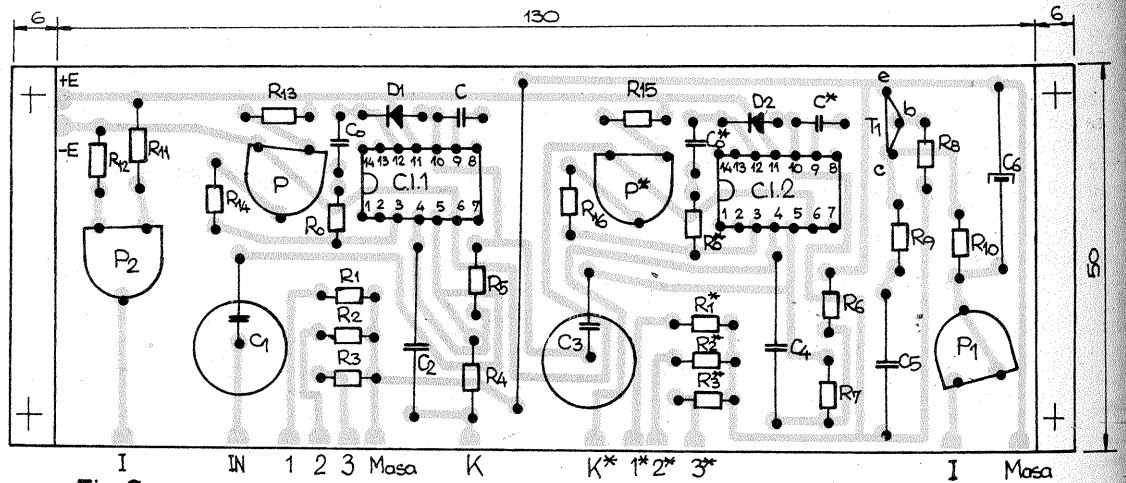 6 130 6
+E
-E
50
R13
D1
C
R15
D2
C*
e
b
T1
c
R8
C6
R12
R11
Co
14 13 12 11 10 9 8
C.I.1
1 2 3 4 5 6 7
Co*
14 13 12 11 10 9 8
C.I.2
1 2 3 4 5 6 7
R14
P
Ro
R16
P*
Ro*
R9
R10
P2
R1
R2
R3
C1
C2
R5
R4
C3
R1*
R2*
R3*
C4
R6
R7
C5
P1
I IN 1 2 3 Masa K K* 1* 2* 3* I Masa